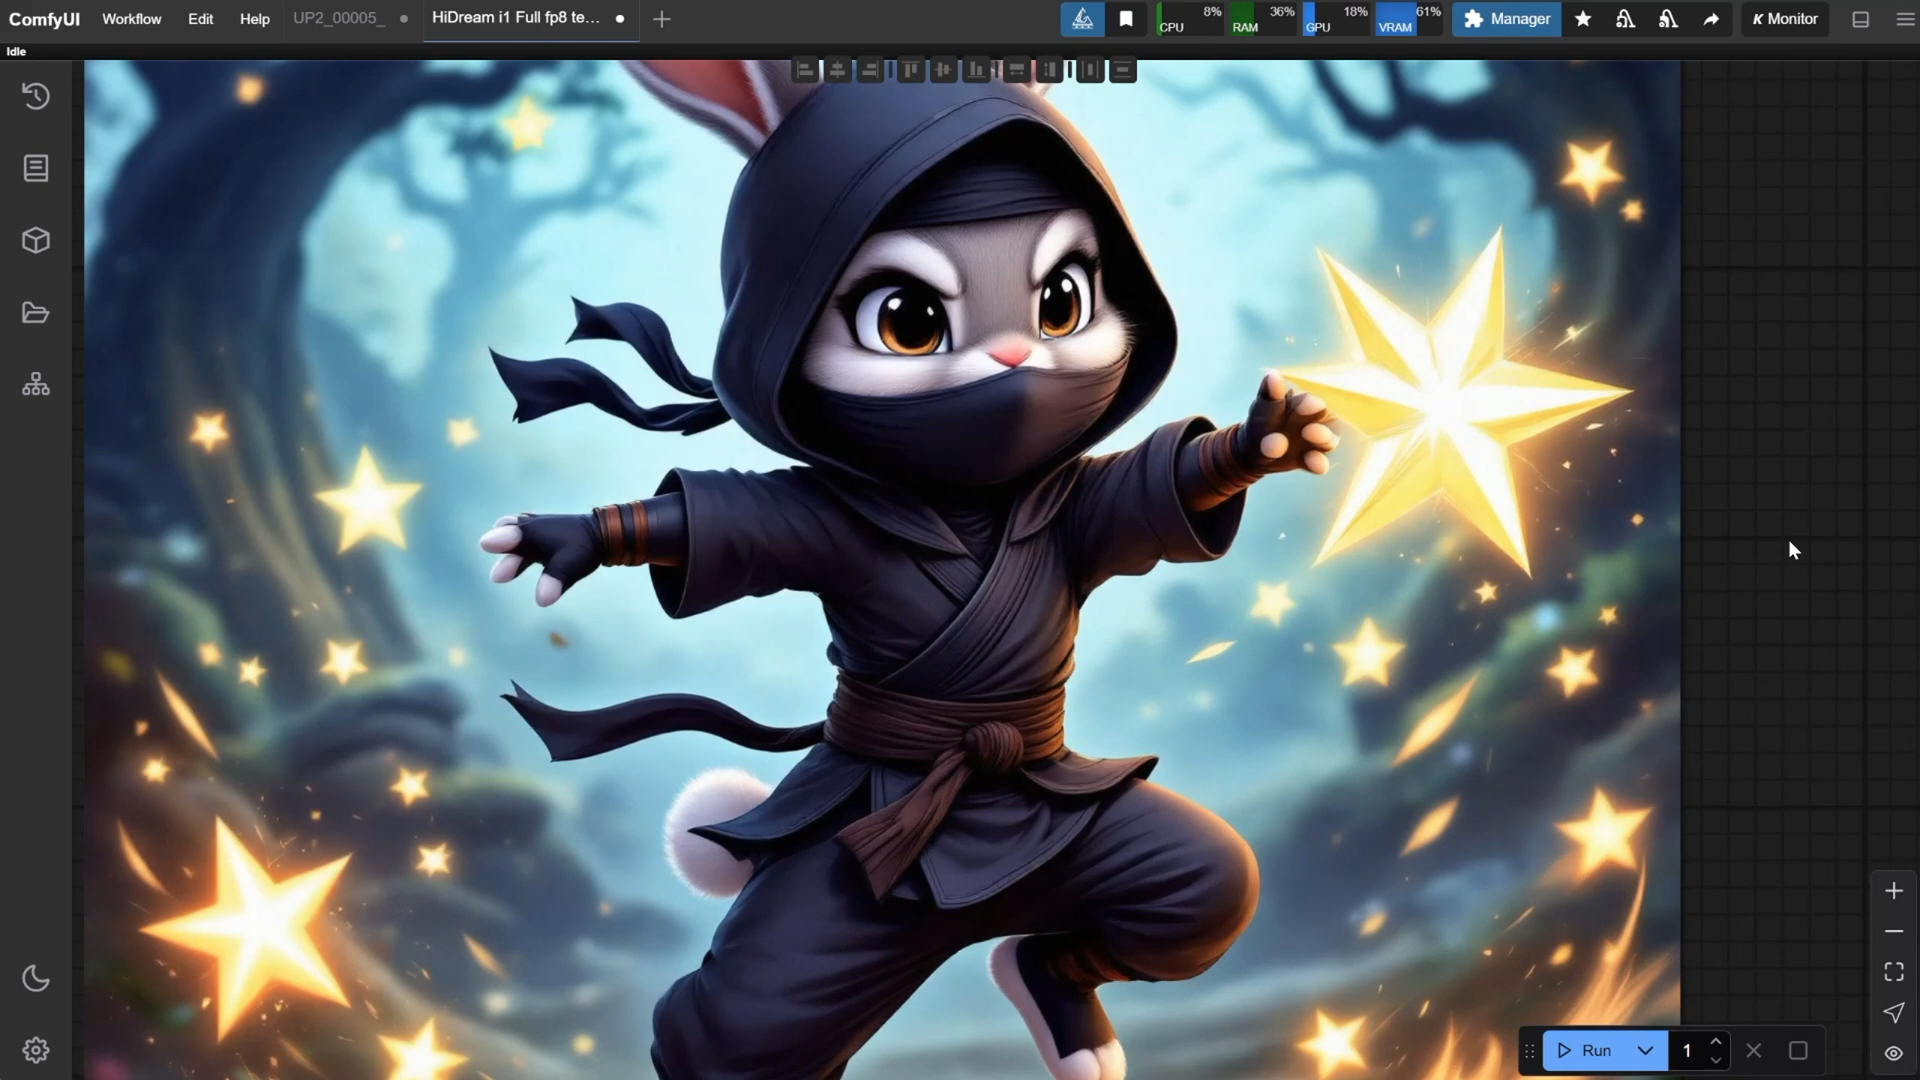 ComfyUI Workflow Edit Help UP2_00005_ HiDream i1 Full fp8 te...
CPU 8% RAM 36% GPU 18% VRAM 61% Manager K Monitor
Idle
Run 1